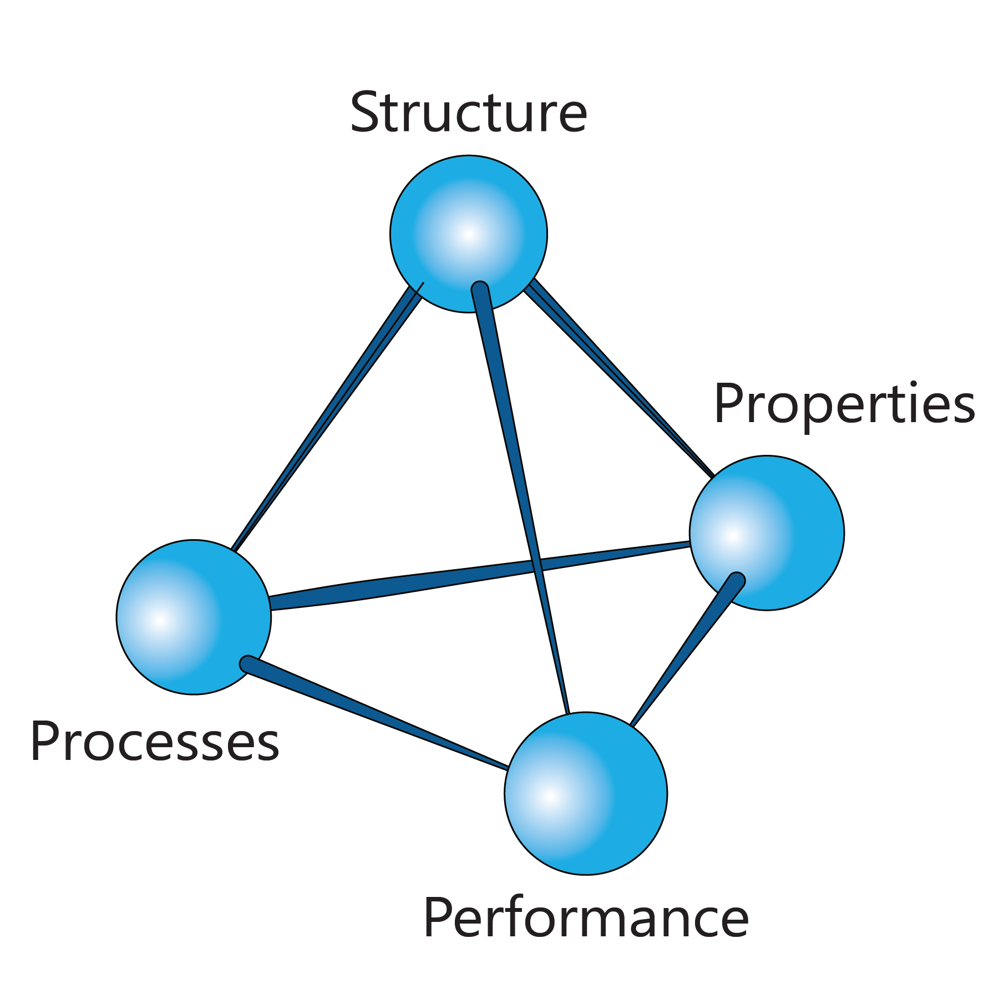 Structure
Properties
Processes
Performance